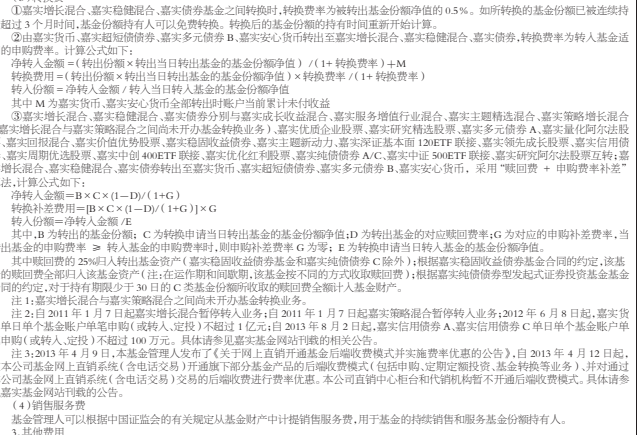 ①嘉实增长混合、嘉实稳健混合、嘉实债券基金之间转换时,转换费率为被转出基金份额净值的 0.5%。如所转换的基金份额已被连续持
超过 3 个月时间,基金份额持有人可以免费转换。转换后的基金份额的持有时间重新开始计算。
②由嘉实货币、嘉实超短债债券、嘉实多元债券 B、嘉实安心货币转出至嘉实增长混合、嘉实稳健混合、嘉实债券,转换费率为转入基金适
的申购费率。计算公式如下:
净转入金额=(转出份额×转出当日转出基金的基金份额净值) /(1+ 转换费率)+M
转换费用=(转出份额×转出当日转出基金的基金份额净值)×转换费率 /(1+ 转换费率)
转入份额=净转入金额 / 转入当日转入基金的基金份额净值
其中 M 为嘉实货币、嘉实安心货币全部转出时账户当前累计未付收益
③嘉实增长混合、嘉实稳健混合、嘉实债券分别与嘉实成长收益混合、嘉实服务增值行业混合、嘉实主题精选混合、嘉实策略增长混合
嘉实增长混合与嘉实策略混合之间尚未开办基金转换业务)、嘉实优质企业股票、嘉实研究精选股票、嘉实多元债券 A、嘉实量化阿尔法股
、嘉实回报混合、嘉实价值优势股票、嘉实稳固收益债券、嘉实主题新动力、嘉实深证基本面 120ETF 联接、嘉实领先成长股票、嘉实信用债
、嘉实周期优选股票、嘉实中创 400ETF 联接、嘉实优化红利股票、嘉实纯债债券 A/C、嘉实中证 500ETF 联接、嘉实研究阿尔法股票互转;嘉
增长混合、嘉实稳健混合、嘉实债券转出至嘉实货币、嘉实超短债债券、嘉实多元债券 B、嘉实安心货币, 采用 “赎回费 + 申购费率补差”
法,计算公式如下:
净转入金额=B×C×(1—D)/(1+G)
转换补差费用=[B×C×(1—D)/(1+G)]×G
转入份额=净转入金额 /E
其中,B 为转出的基金份额; C 为转换申请当日转出基金的基金份额净值;D 为转出基金的对应赎回费率;G 为对应的申购补差费率,当
出基金的申购费率 ≥ 转入基金的申购费率时,则申购补差费率 G 为零; E 为转换申请当日转入基金的基金份额净值。
其中赎回费的 25%归入转出基金资产(嘉实稳固收债券基金和嘉实纯债债券 C 除外);根据嘉实稳固收益债券基金合同的约定,该基
的赎回费全部归入该基金资产(注:在运作期和间歇期,该基金按不同的方式收取赎回费);根据嘉实纯债债券型发起式证券投资基金基金
同的约定,对于持有期限少于 30 日的 C 类基金份额所收取的赎回费全额计入基金财产。
注 1:嘉实增长混合与嘉实策略混合之间尚未开办基金转换业务。
注 2:自 2011 年 1 月 7 日起嘉实增长混合暂停转入业务;自 2011 年 1 月 7 日起嘉实策略混合暂停转入业务;2012 年 6 月 8 日起,嘉实货
单日单个基金账户单笔申购(或转入、定投)不超过 1 亿元;自 2013 年 8 月 2 日起,嘉实信用债券 A、嘉实信用债券 C 单日单个基金账户单
申购(或转入、定投)不超过 100 万元。具体请参见嘉实基金网站刊载的相关公告。
注 3:2013 年 4 月 9 日,本基金管理人发布了《关于网上直销开通基金后端收费模式并实施费率优惠的公告》,自 2013 年 4 月 12 日起,
本公司基金网上直销系统(含电话交易)开通旗下部分基金产品的后端收费模式(包括申购、定期定额投资、基金转换等业务)、并对通过
公司基金网上直销系统(含电话交易)交易的后端收费进行费率优惠。本公司直销中心柜台和代销机构暂不开通后端收费模式。具体请参
嘉实基金网站刊载的公告。
(4)销售服务费
基金管理人可以根据中国证监会的有关规定从基金财产中计提销售服务费,用于基金的持续销售和服务基金份额持有人。
3. 其他费用